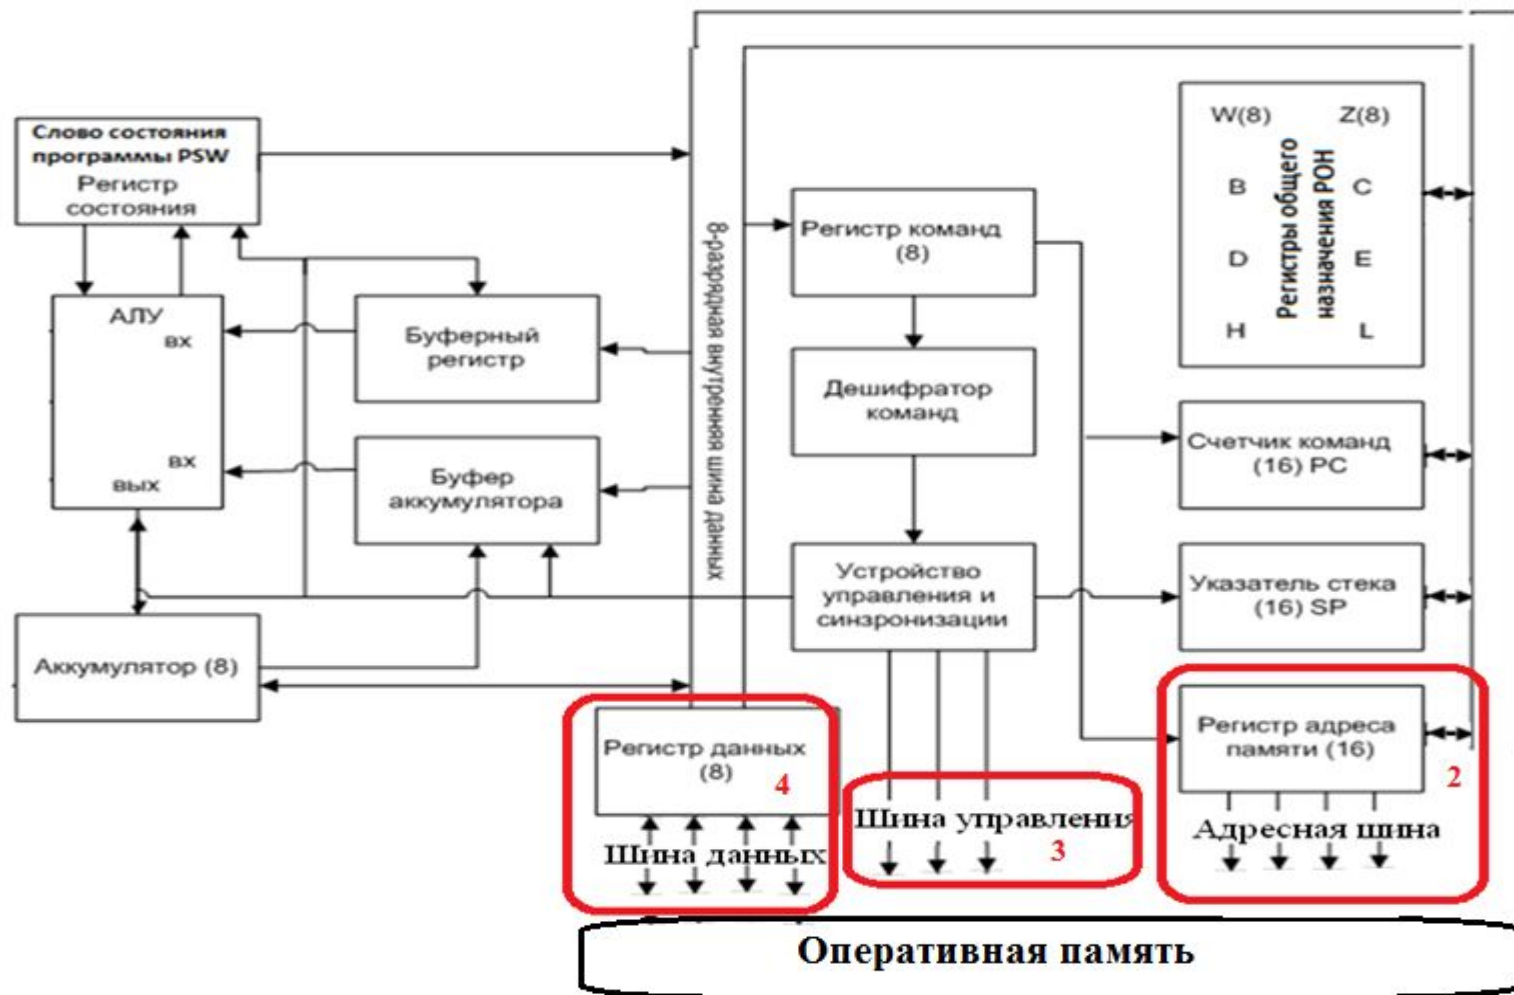 Слово состояния
программы PSW
Регистр
состояния
АЛУ
вх
вх
вых
Буферный
регистр
Буфер
аккумулятора
Аккумулятор (8)
8-разрядная внутренняя шина данных
Регистр команд
(8)
Дешифратор
команд
Устройство
управления и
синзронизации
W(8) Z(8)
B C
D E
H L
Регистры общего
назначения РОН
Счетчик команд
(16) PC
Указатель стека
(16) SP
Регистр адреса
памяти (16)
2
Адресная шина
Регистр данных
(8)
4
Шина данных
Шина управления
3
Оперативная память